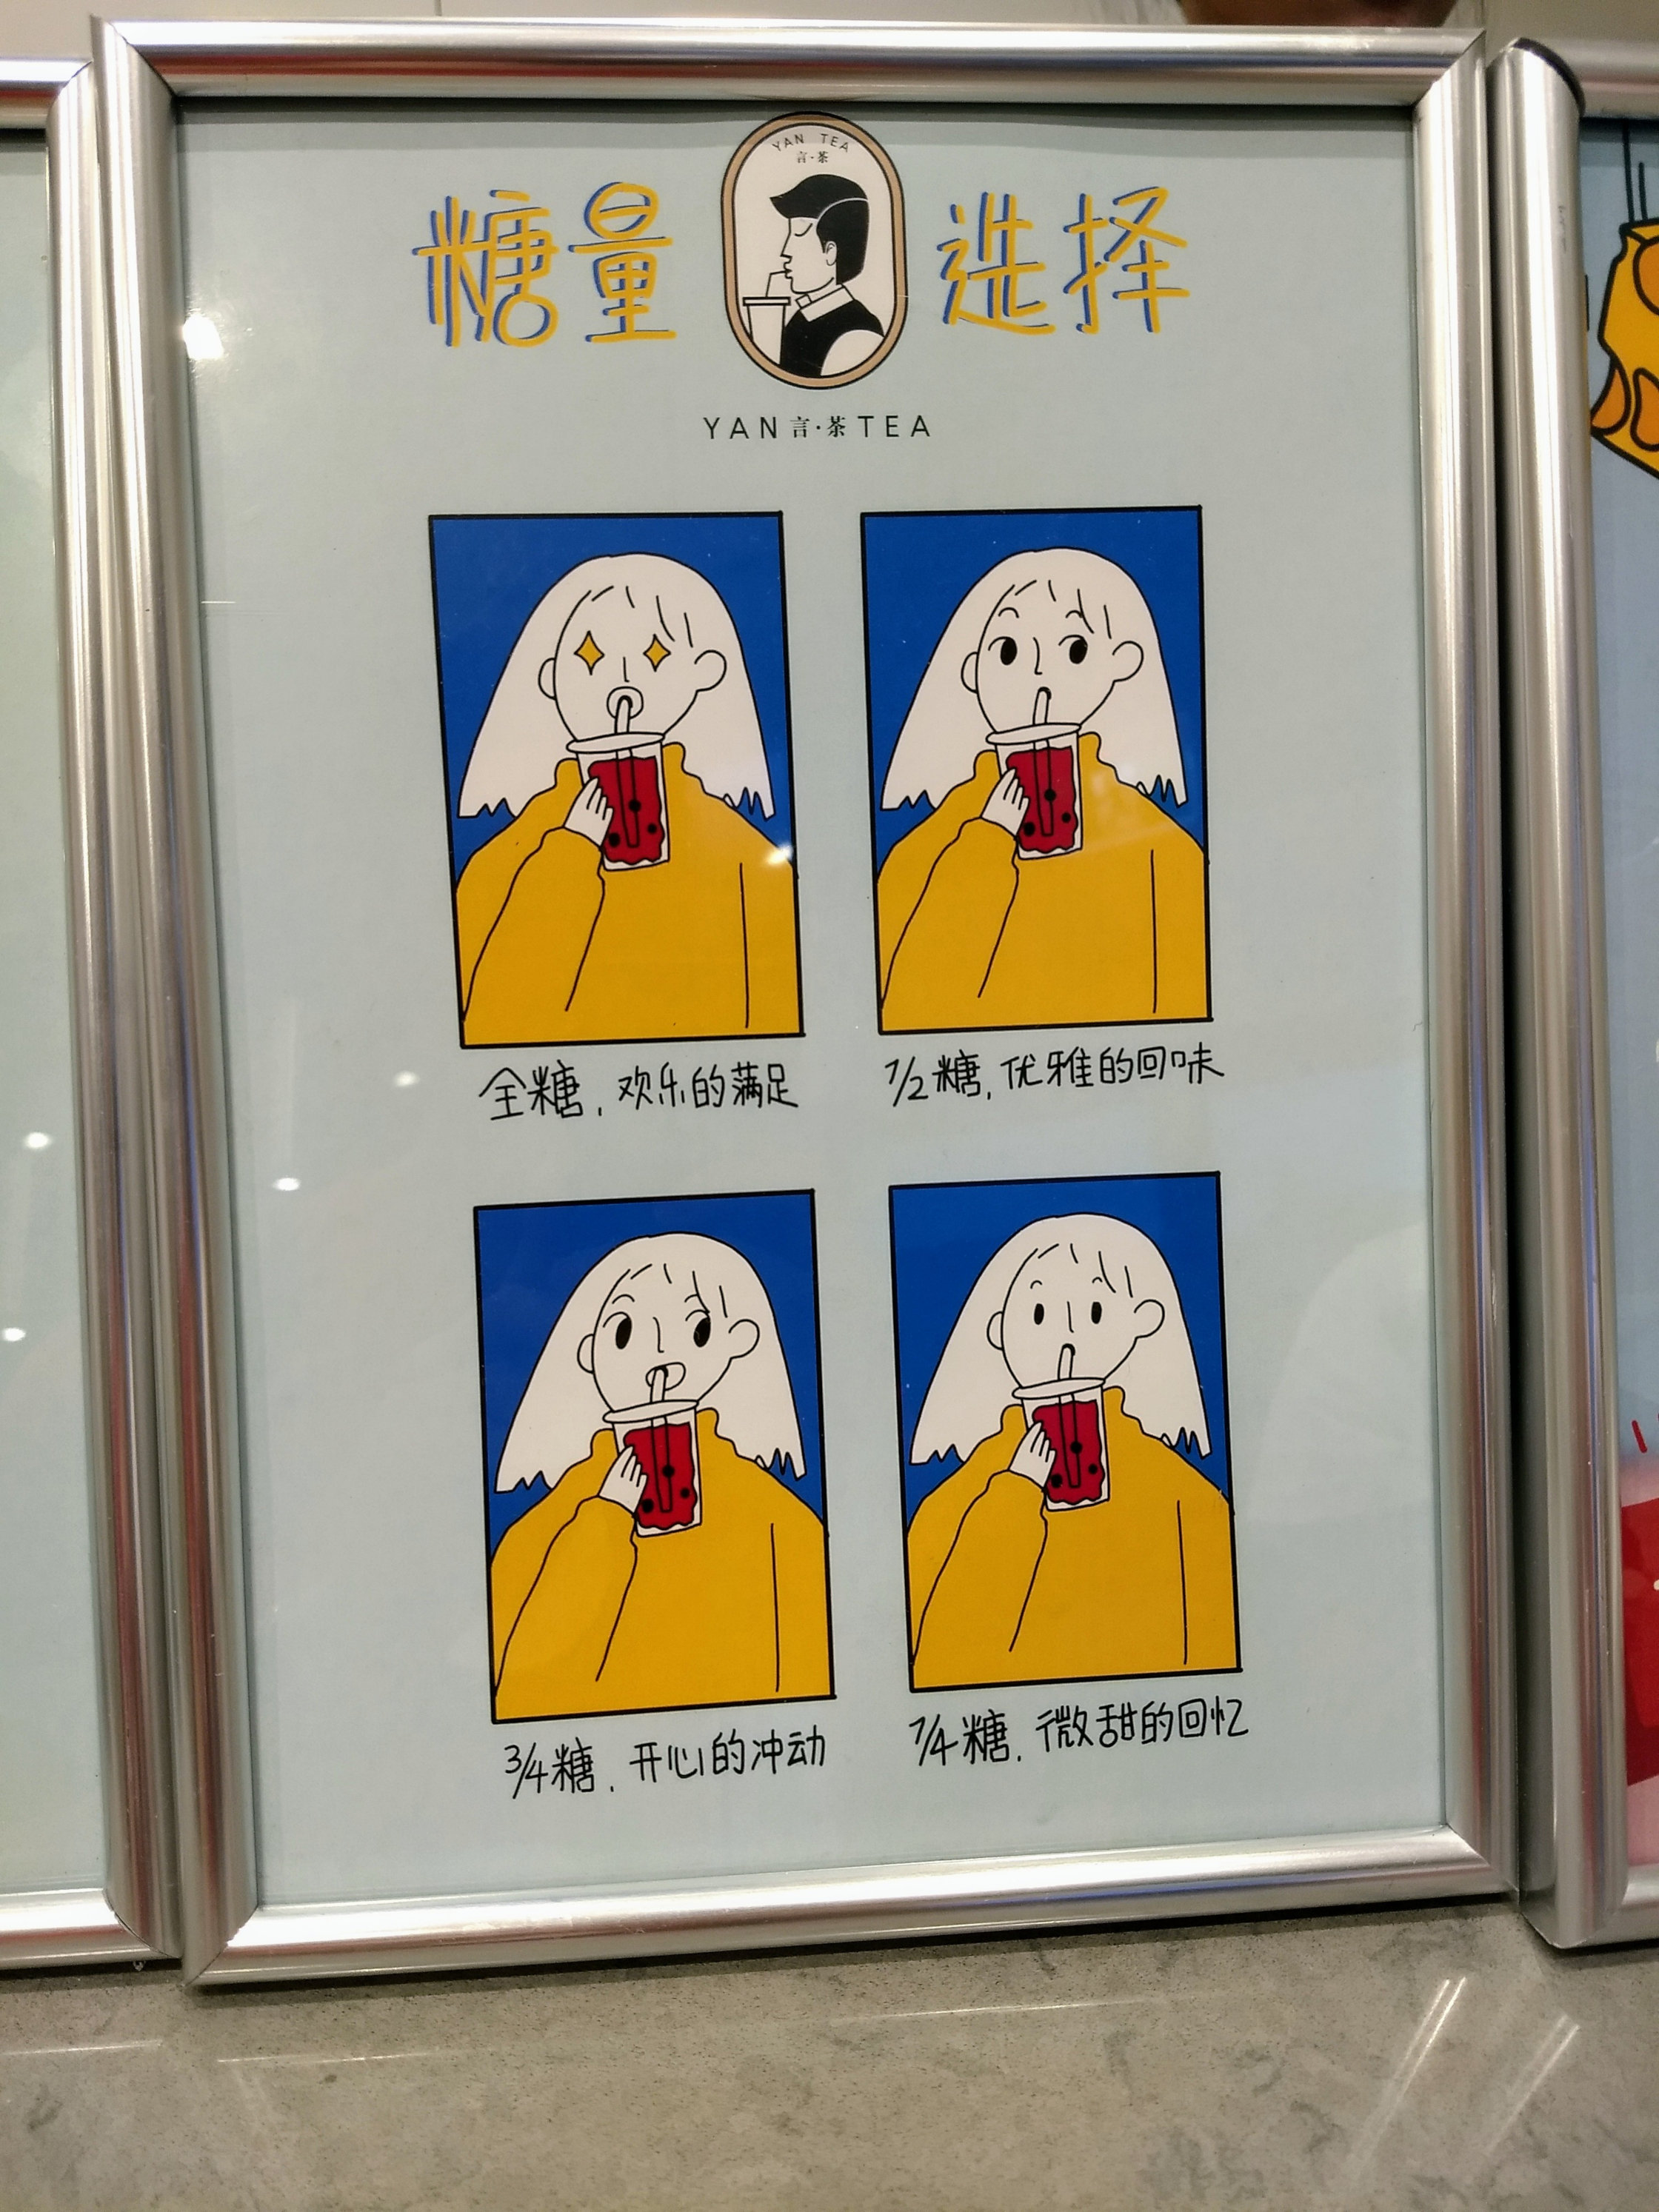 YAN TEA
言·茶
糖量 选择
YAN 言·茶 TEA
全糖,欢乐的满足
1/2糖,优雅的回味
3/4糖,开心的冲动
1/4糖,微甜的回忆